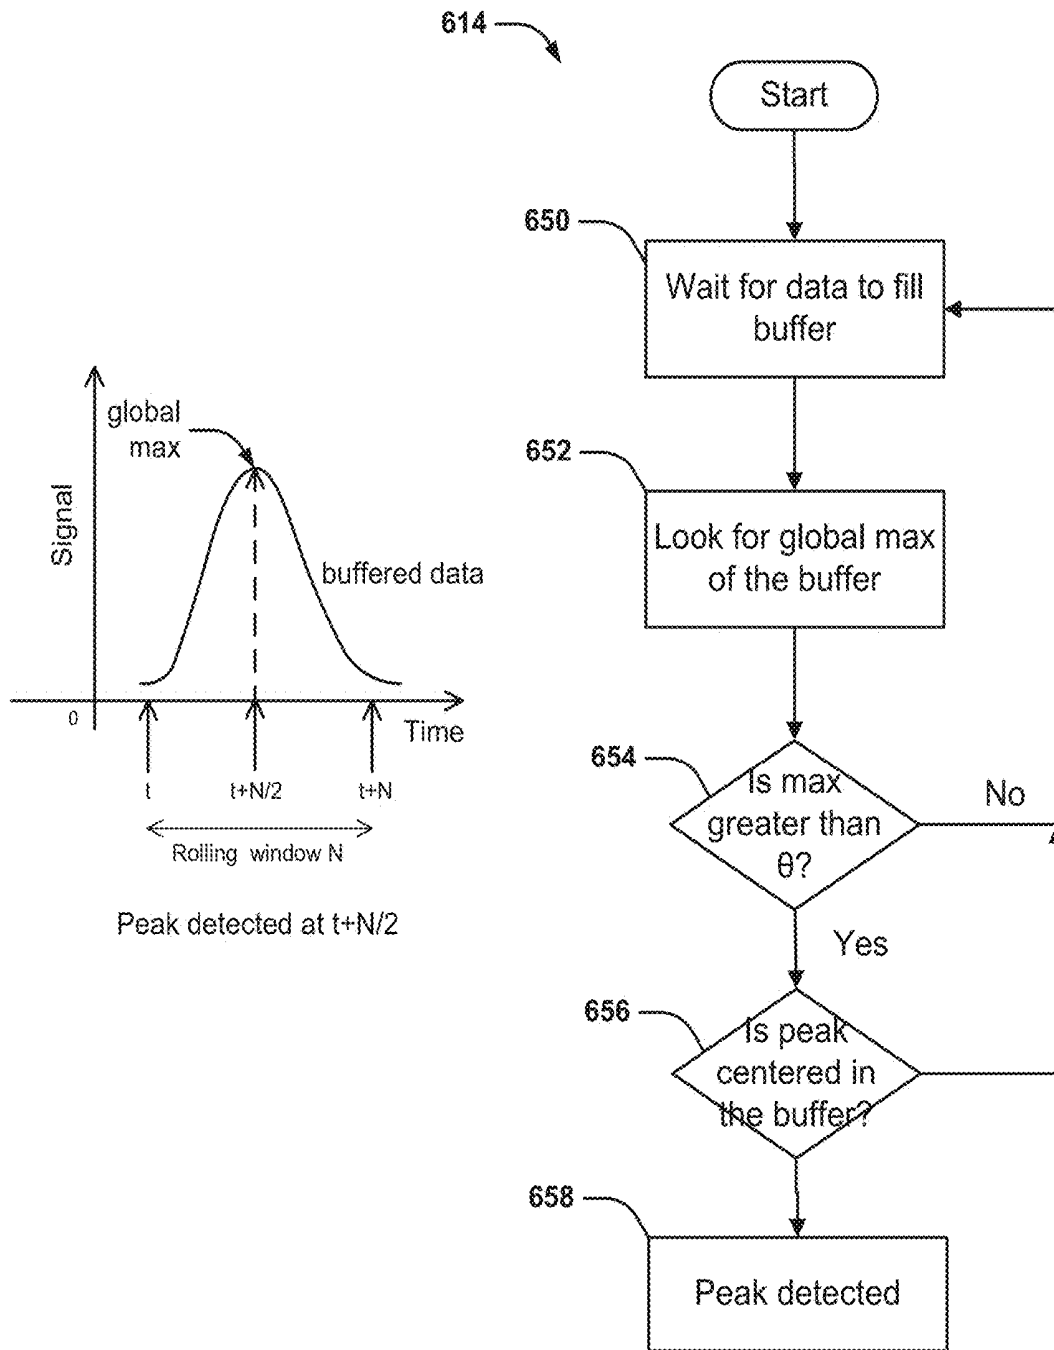 614
Start
650
Wait for data to fill
buffer
global
max
652
Signal
Look for global max
of the buffer
buffered data
0
Time
t
t+N/2
t+N
Rolling window N
Peak detected at t+N/2
654
Is max
greater than
θ?
No
Yes
656
Is peak
centered in
the buffer?
658
Peak detected